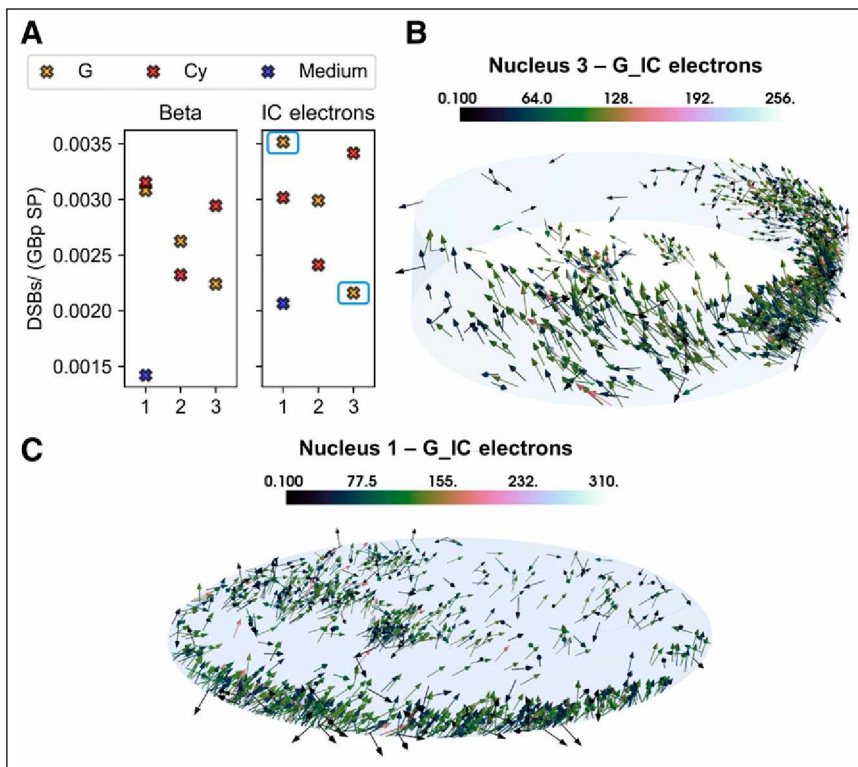 A
G Cy Medium
Beta IC electrons
DSBs/ (GBp SP)
0.0035
0.0030
0.0025
0.0020
0.0015
1 2 3 1 2 3
B
Nucleus 3 – G_IC electrons
0.100 64.0 128. 192. 256.
C
Nucleus 1 – G_IC electrons
0.100 77.5 155. 232. 310.